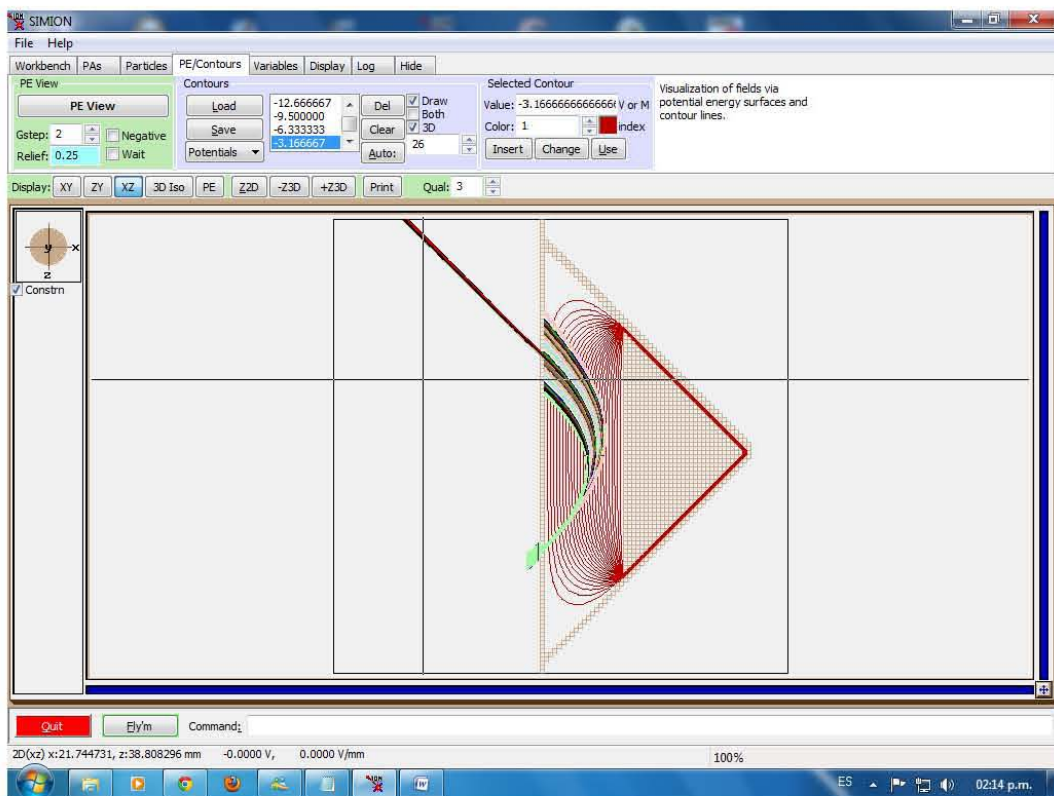 SIMION
File Help
Workbench PAs Particles PE/Contours Variables Display Log Hide
PE View
PE View
Gstep: 2 Negative
Relief: 0.25 Wait
Contours
Load
Save
Potentials
-12.666667
-9.500000
-6.333333
-3.166667
Del
Clear
Auto:
Draw
Both
3D
26
Selected Contour
Value: -3.1666666666666 V or M
Color: 1 index
Insert Change Use
Visualization of fields via
potential energy surfaces and
contour lines.
Display: XY ZY XZ 3D Iso PE Z2D -Z3D +Z3D Print Qual: 3
y x
z
Constrn
Quit Fly'm Command:
2D(xz) x:21.744731, z:38.808296 mm -0.0000 V, 0.0000 V/mm 100%
ES 02:14 p.m.